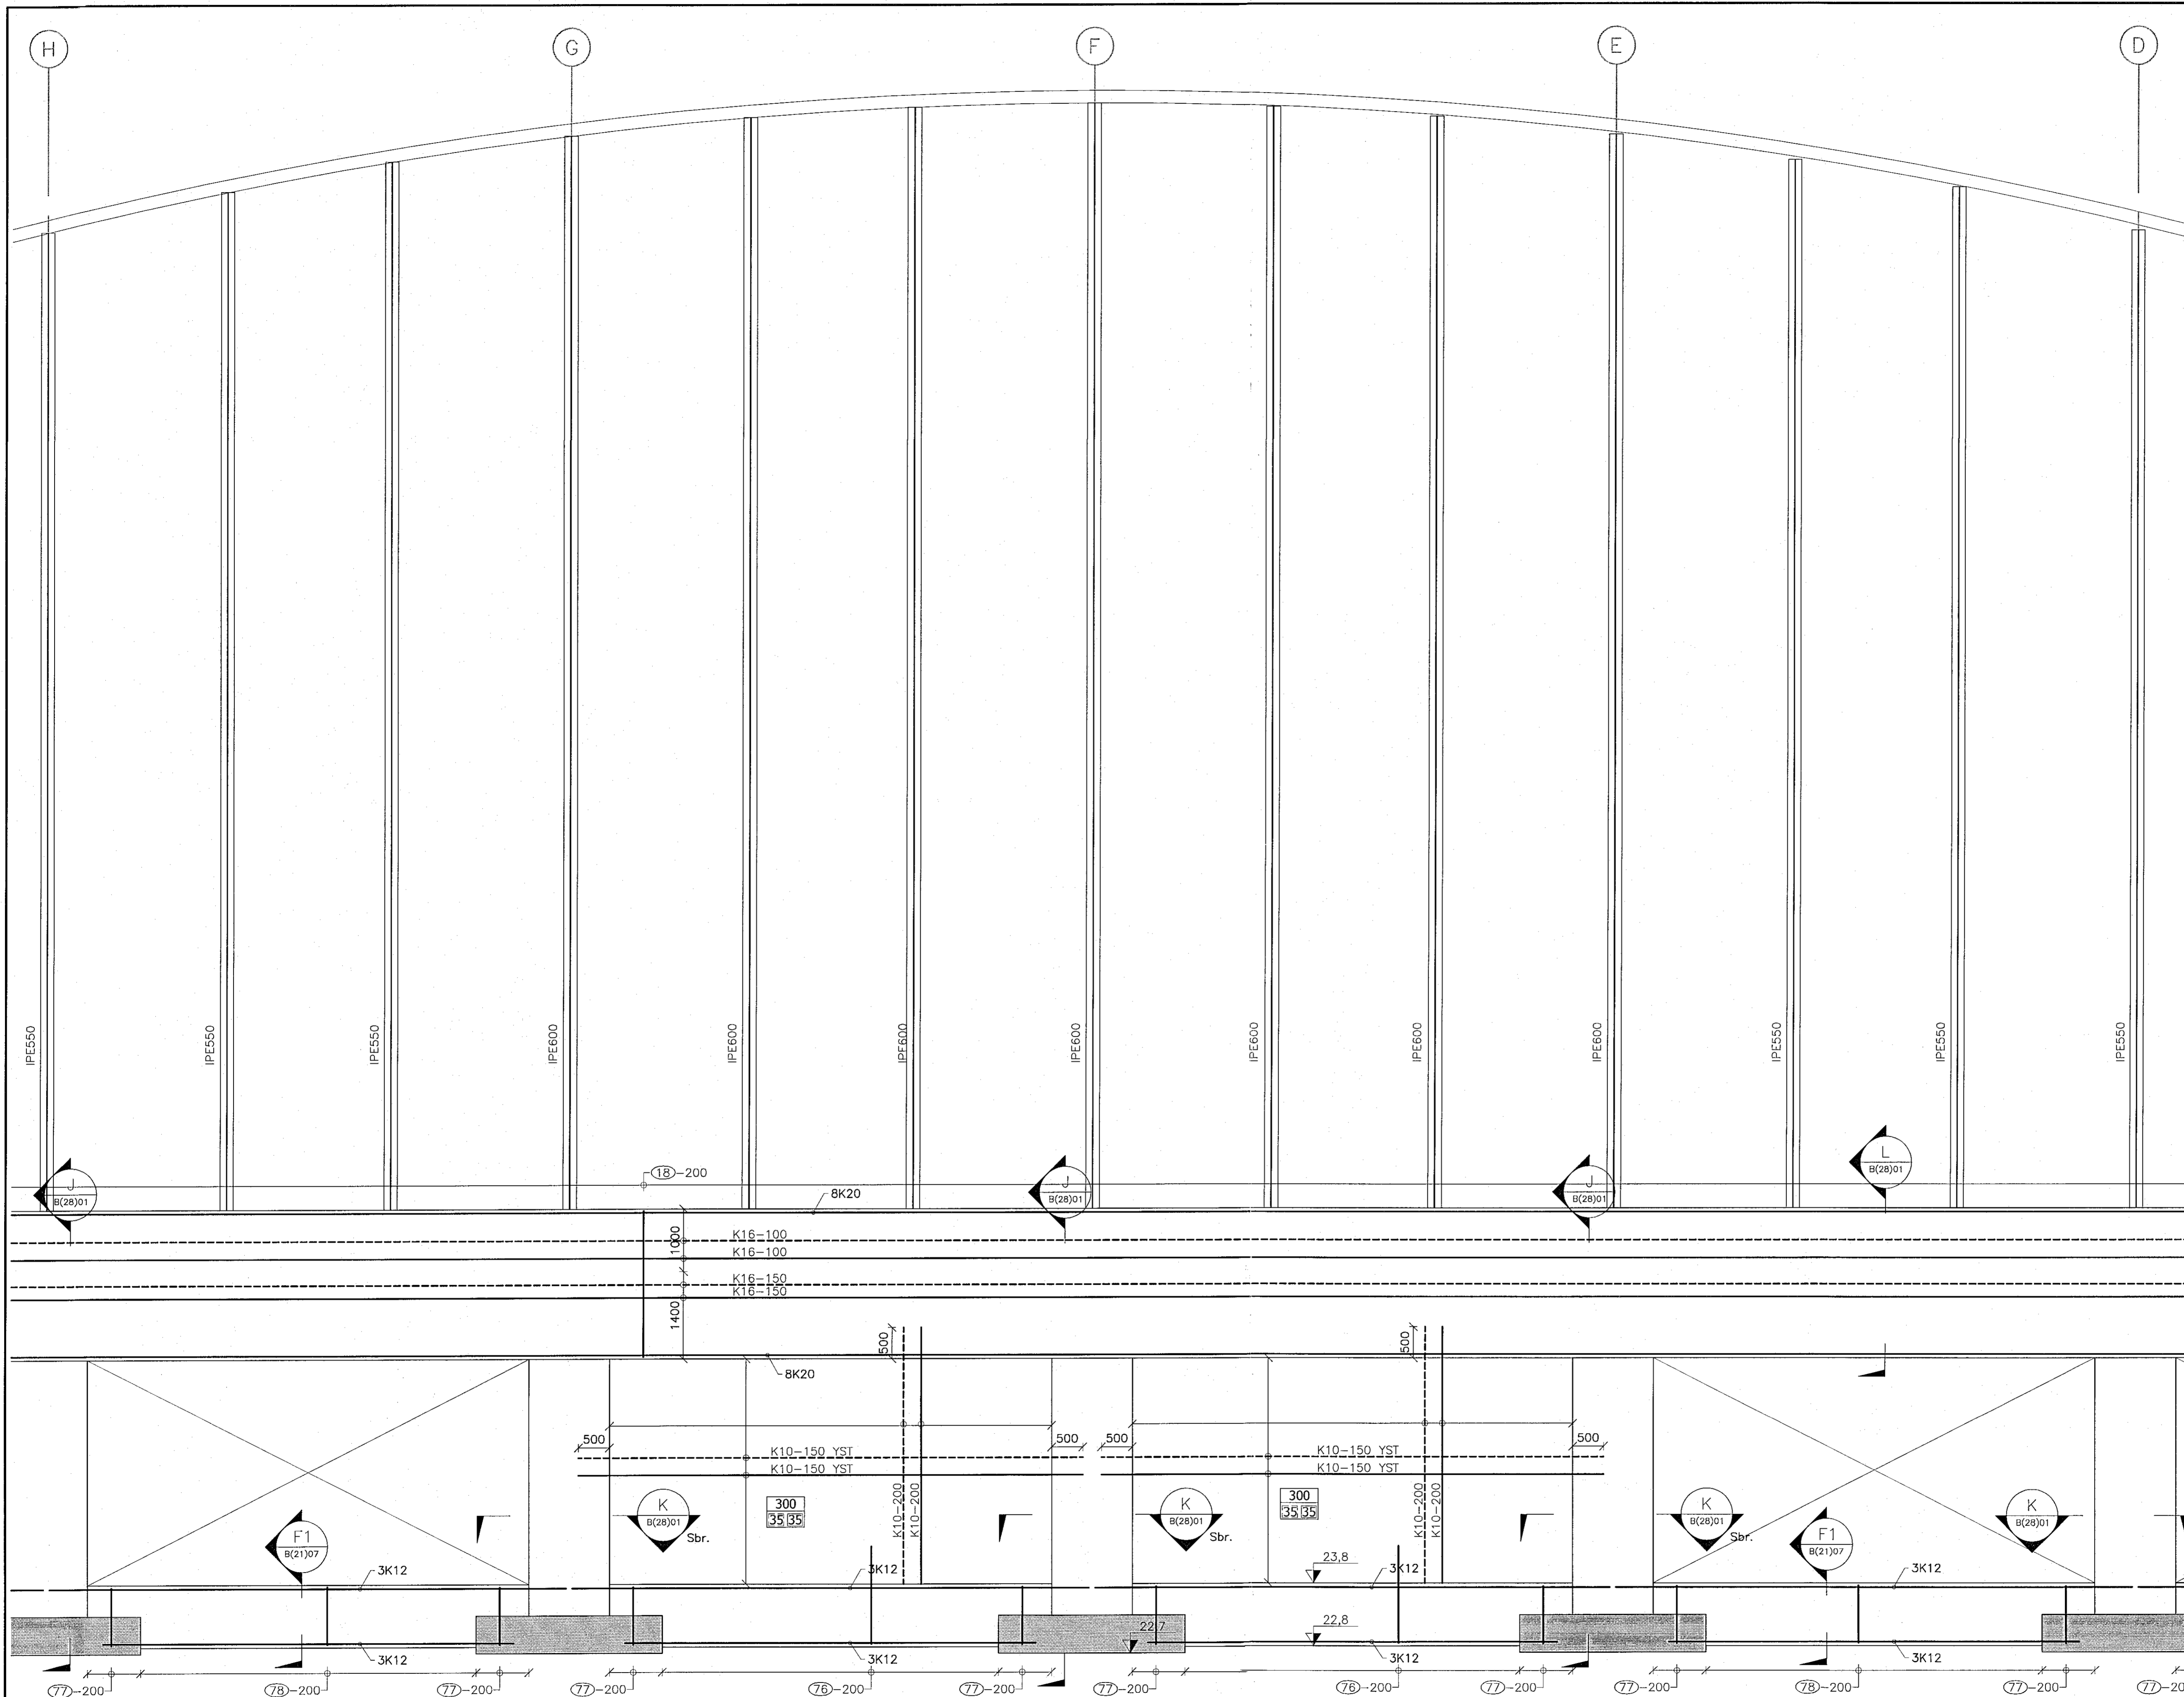 H
G
F
E
D
IPE550
IPE550
IPE550
IPE600
IPE600
IPE600
IPE600
IPE600
IPE600
IPE600
IPE550
IPE550
IPE550
J
B(28)01
18-200
8K20
J
B(28)01
J
B(28)01
L
B(28)01
1000
K16-100
K16-100
K16-150
K16-150
1400
500
500
8K20
500
500
500
500
K10-150 YST
K10-150 YST
K10-150 YST
K10-150 YST
K10-200
K10-200
K10-200
K10-200
300
35 35
300
35 35
K
B(28)01
Sbr.
K
B(28)01
Sbr.
K
B(28)01
Sbr.
K
B(28)01
F1
B(21)07
F1
B(21)07
3K12
3K12
23,8
3K12
3K12
22,7
22,8
3K12
3K12
3K12
3K12
77-200
78-200
77-200
77-200
76-200
77-200
77-200
76-200
77-200
77-200
78-200
77-200